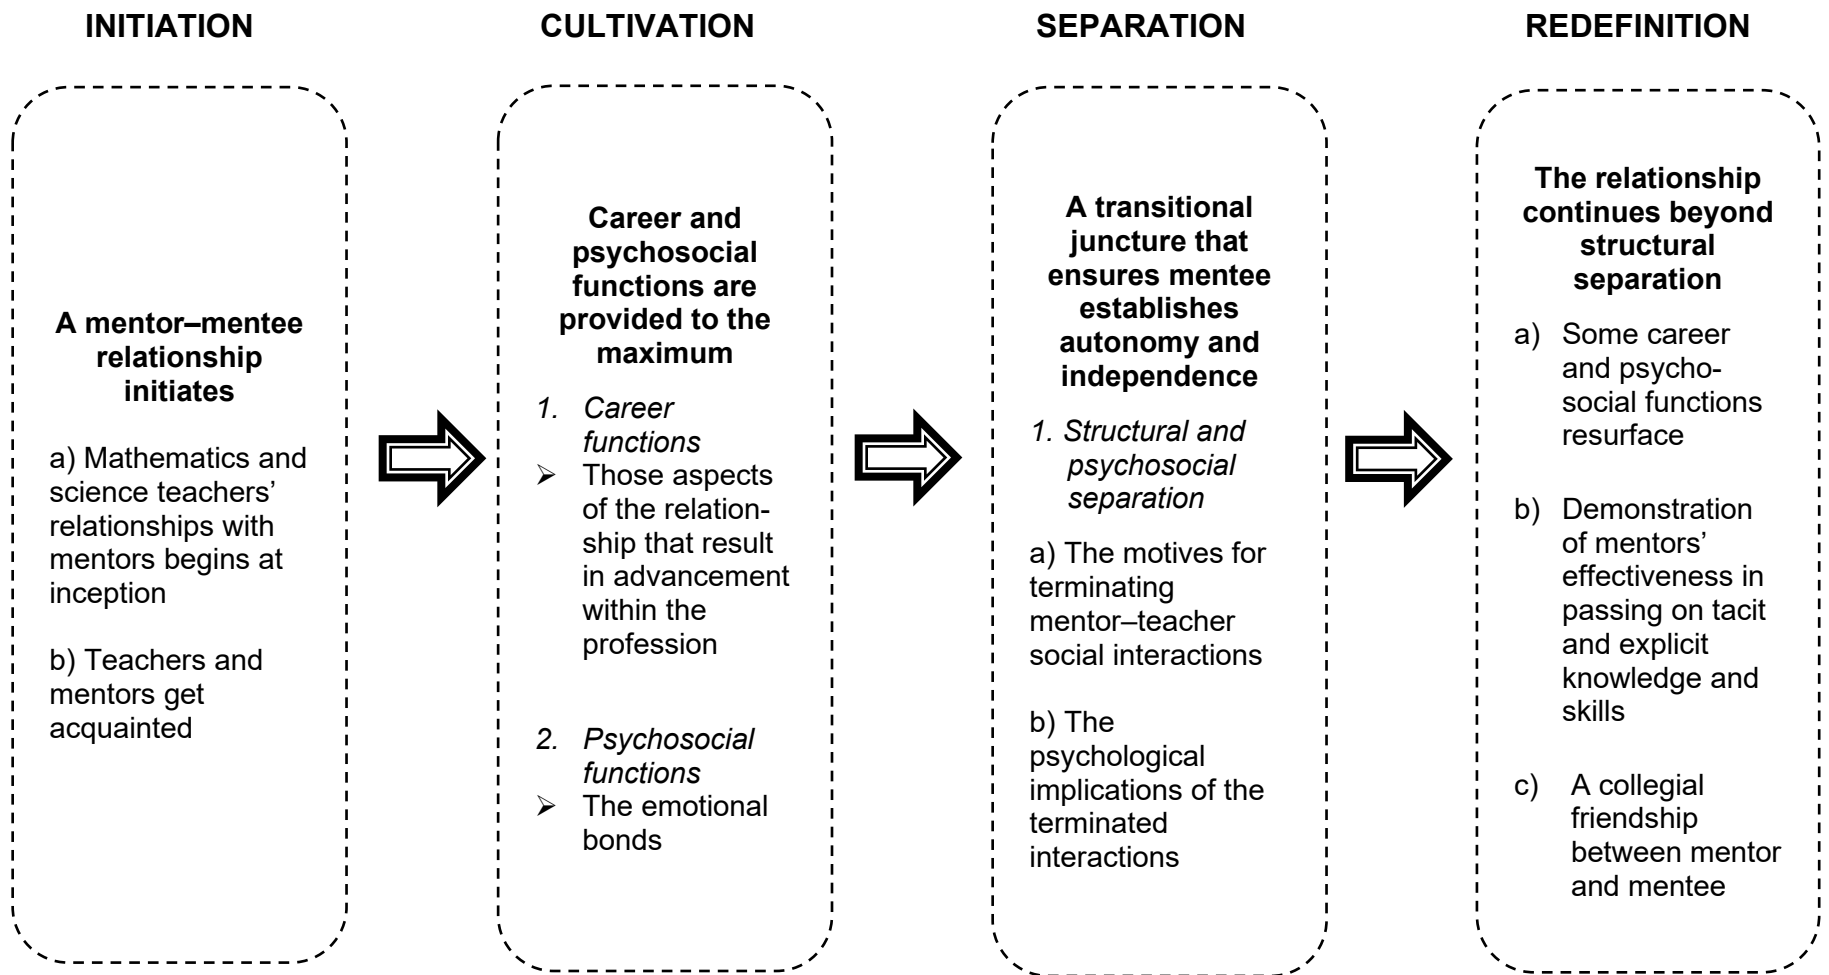 INITIATION
A mentor–mentee
relationship
initiates
a) Mathematics and
science teachers’
relationships with
mentors begins at
inception
b) Teachers and
mentors get
acquainted
CULTIVATION
Career and
psychosocial
functions are
provided to the
maximum
1. Career
functions
➢ Those aspects
of the relation-
ship that result
in advancement
within the
profession
2. Psychosocial
functions
➢ The emotional
bonds
SEPARATION
A transitional
juncture that
ensures mentee
establishes
autonomy and
independence
1. Structural and
psychosocial
separation
a) The motives for
terminating
mentor–teacher
social interactions
b) The
psychological
implications of the
terminated
interactions
REDEFINITION
The relationship
continues beyond
structural
separation
a) Some career
and psycho-
social functions
resurface
b) Demonstration
of mentors’
effectiveness in
passing on tacit
and explicit
knowledge and
skills
c) A collegial
friendship
between mentor
and mentee